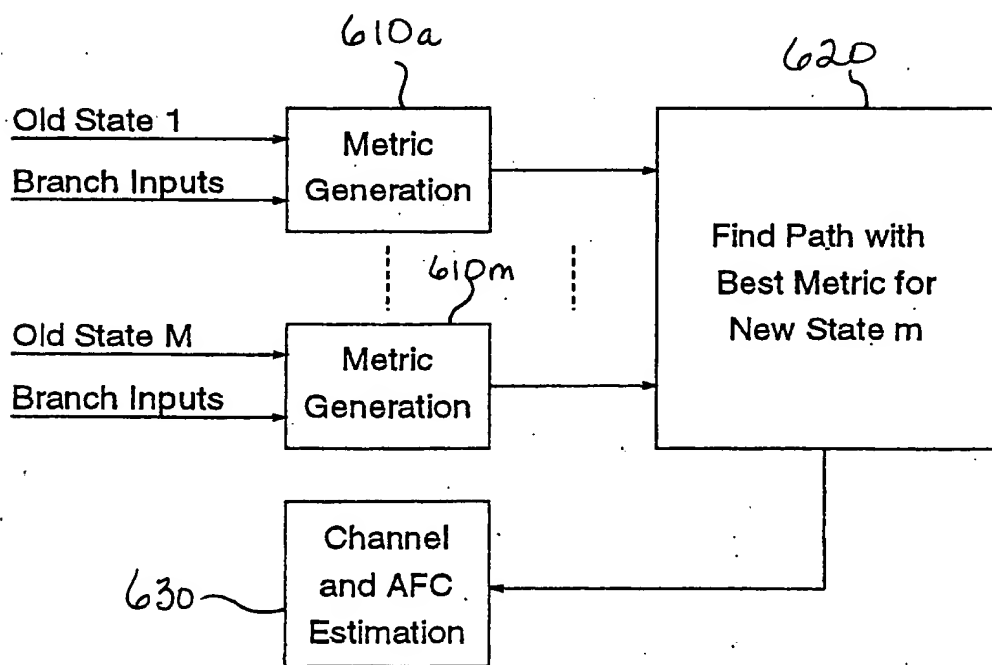 610a
620
Old State 1
Branch Inputs
Metric
Generation
Find Path with
Best Metric for
New State m
610m
Old State M
Branch Inputs
Metric
Generation
Channel
and AFC
Estimation
630